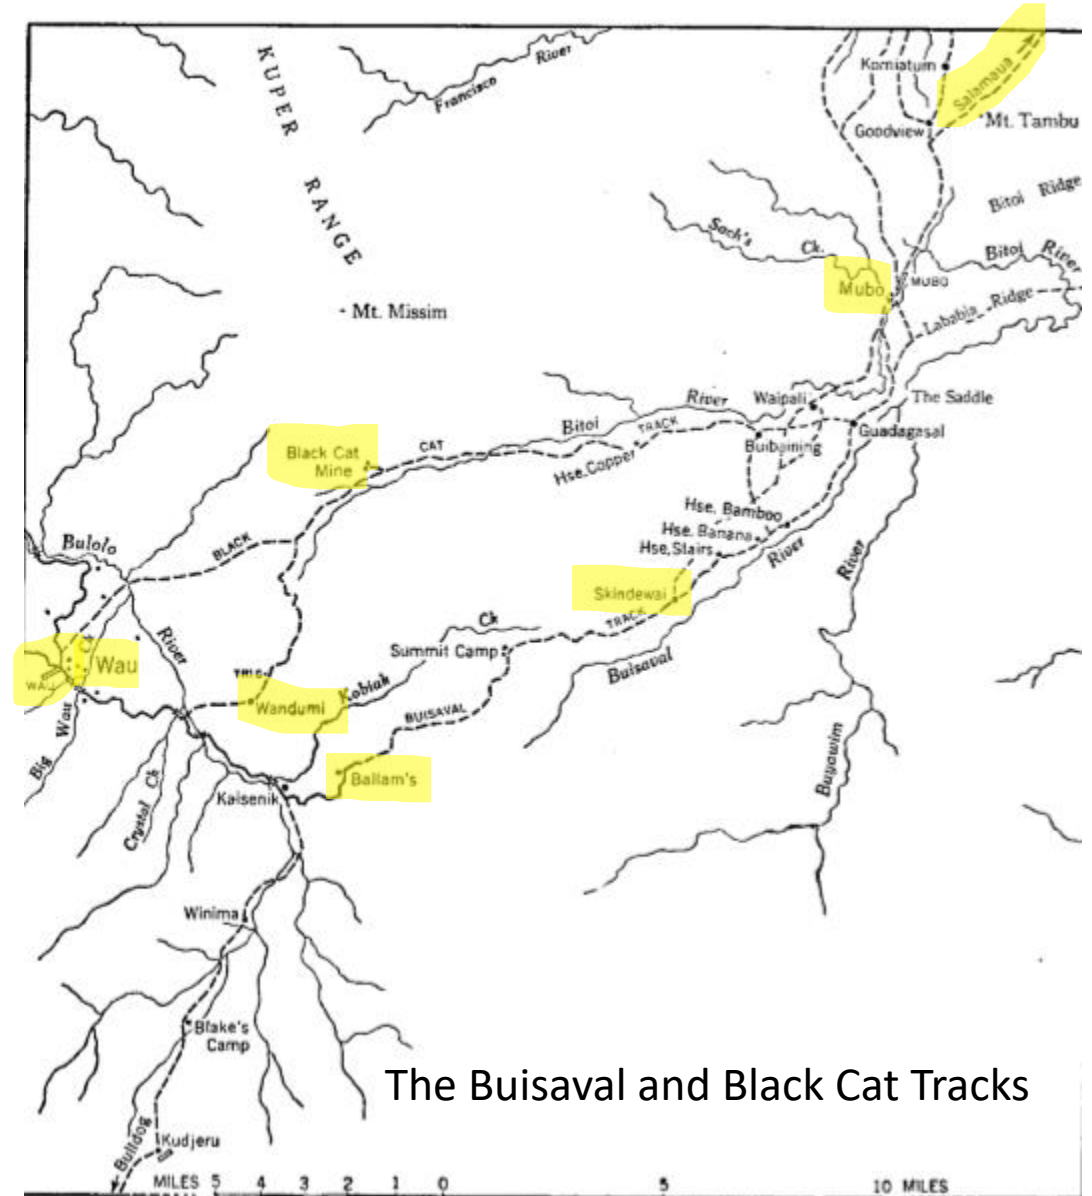 KUPER RANGE
Francisco River
Komiatum
Salamaua
Goodview
Mt. Tambu
Bitoi Ridge
Bitoi River
Ck.
Mubo
MUBO
Lababia Ridge
Mt. Missim
The Saddle
Waipali
Bitoi River
Guadagasal
Buibaining
BLACK CAT TRACK
Black Cat
Mine
Hse. Copper
Hse. Bamboo
Hse. Banana
Hse. Stairs
River
River
Bulolo River
Skindewai
Ck
Wau
WAU
Summit Camp
BUISAVAL TRACK
Buisaval
Wandumi
Kobiak
Big Wau
Ballam's
Kaisenik
Crystal Ck
Buyawim
Winima
Blake's
Camp
The Buisaval and Black Cat Tracks
Bulldog
Kudjeru
MILES 5 4 3 2 1 0 5 10 MILES